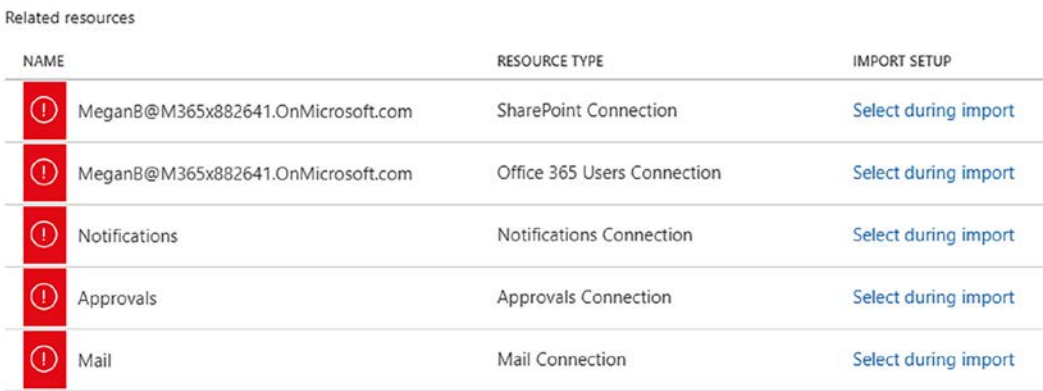 Related resources
NAME RESOURCE TYPE IMPORT SETUP
MeganB@M365x882641.OnMicrosoft.com SharePoint Connection Select during import
MeganB@M365x882641.OnMicrosoft.com Office 365 Users Connection Select during import
Notifications Notifications Connection Select during import
Approvals Approvals Connection Select during import
Mail Mail Connection Select during import